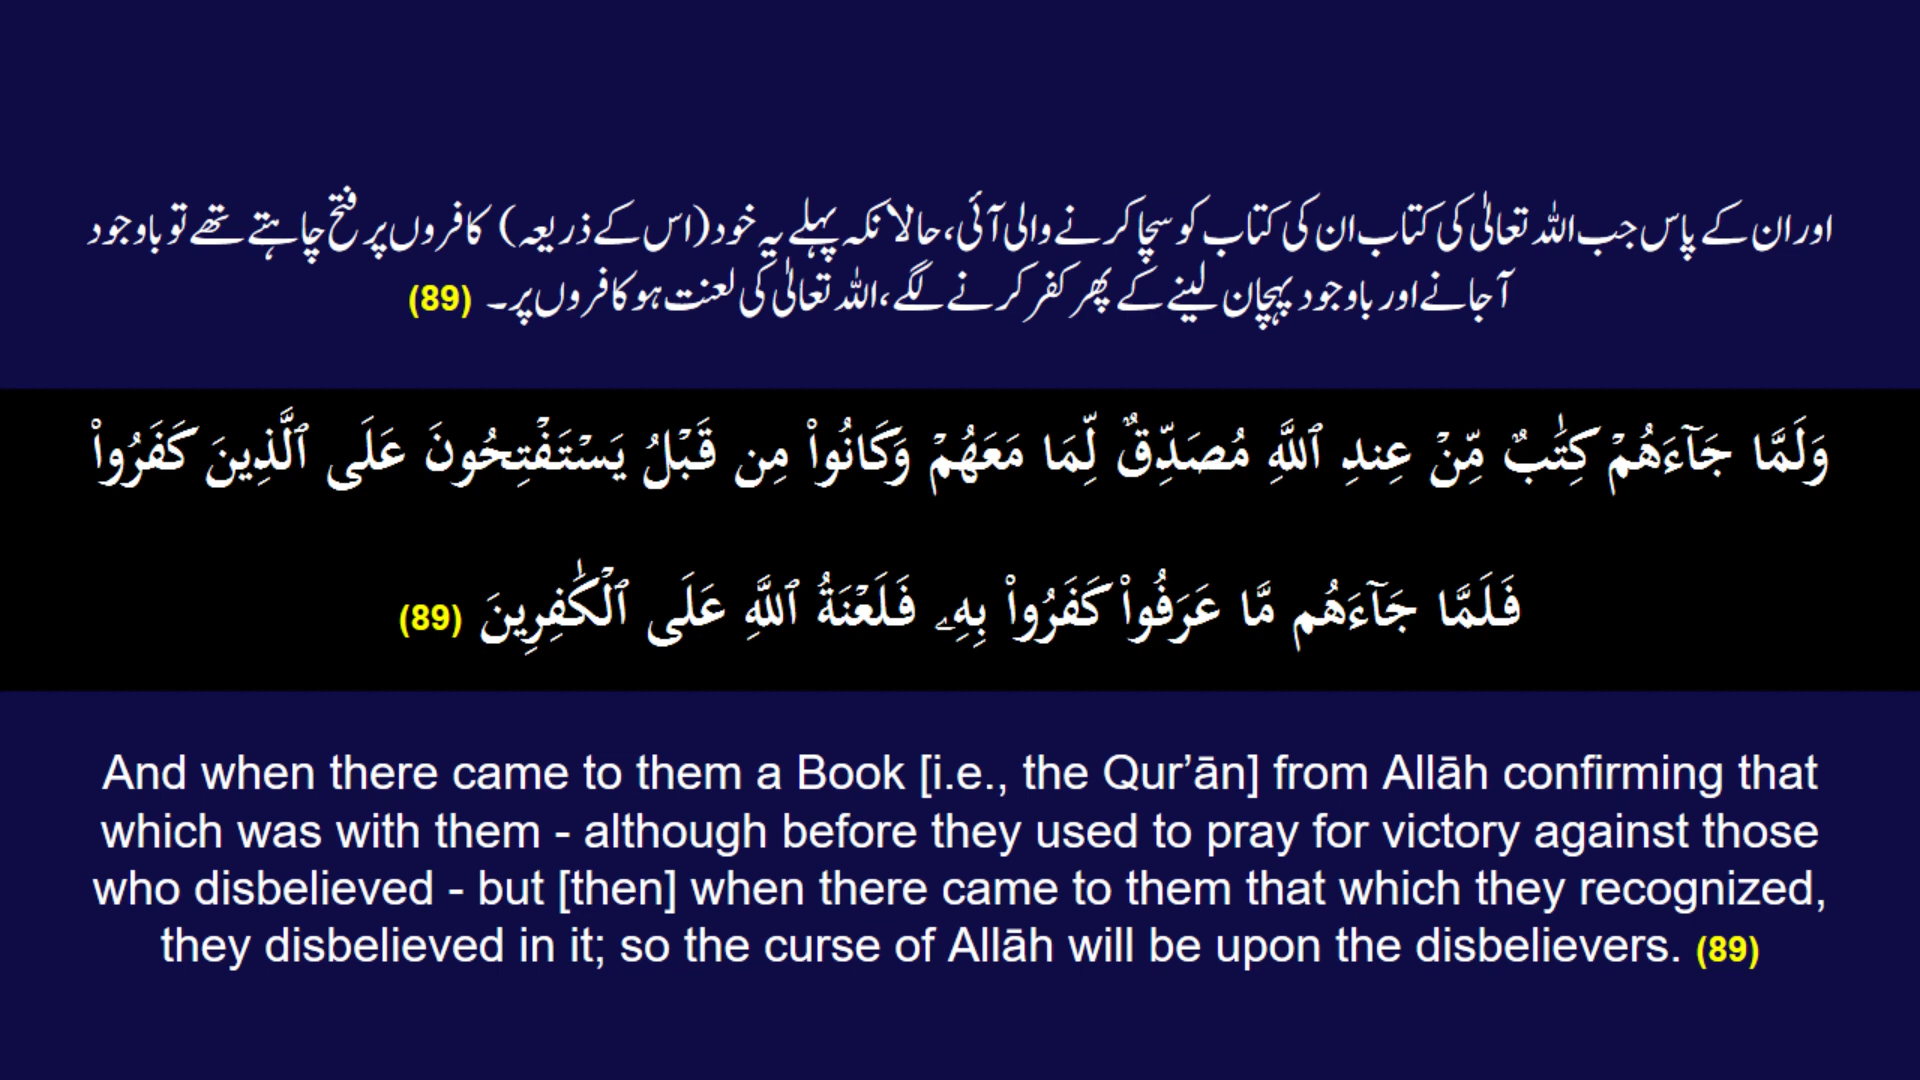 اور ان کے پاس جب اللہ تعالیٰ کی کتاب ان کی کتاب کو سچا کرنے والی آئی، حالانکہ پہلے یہ خود (اس کے ذریعہ) کافروں پر فتح چاہتے تھے تو باوجود
آ جانے اور باوجود پہچان لینے کے پھر کفر کرنے لگے، اللہ تعالیٰ کی لعنت ہو کافروں پر۔ (89)
وَلَمَّا جَآءَهُمْ كِتَٰبٌ مِّنْ عِندِ ٱللَّهِ مُصَدِّقٌ لِّمَا مَعَهُمْ وَكَانُوا۟ مِن قَبْلُ يَسْتَفْتِحُونَ عَلَى ٱلَّذِينَ كَفَرُوا۟
فَلَمَّا جَآءَهُم مَّا عَرَفُوا۟ كَفَرُوا۟ بِهِۦ فَلَعْنَةُ ٱللَّهِ عَلَى ٱلْكَٰفِرِينَ (89)
And when there came to them a Book [i.e., the Qur’ān] from Allāh confirming that
which was with them - although before they used to pray for victory against those
who disbelieved - but [then] when there came to them that which they recognized,
they disbelieved in it; so the curse of Allāh will be upon the disbelievers. (89)